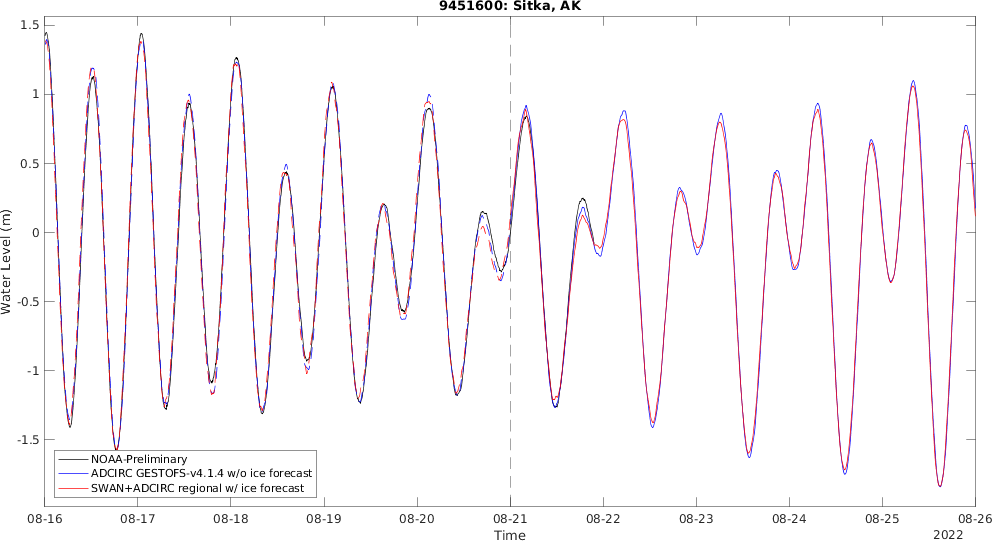 9451600: Sitka, AK
1.5
1
0.5
0
-0.5
-1
-1.5
Water Level (m)
NOAA-Preliminary
ADCIRC GESTOFS-v4.1.4 w/o ice forecast
SWAN+ADCIRC regional w/ ice forecast
08-16 08-17 08-18 08-19 08-20 08-21 08-22 08-23 08-24 08-25 08-26
Time
2022